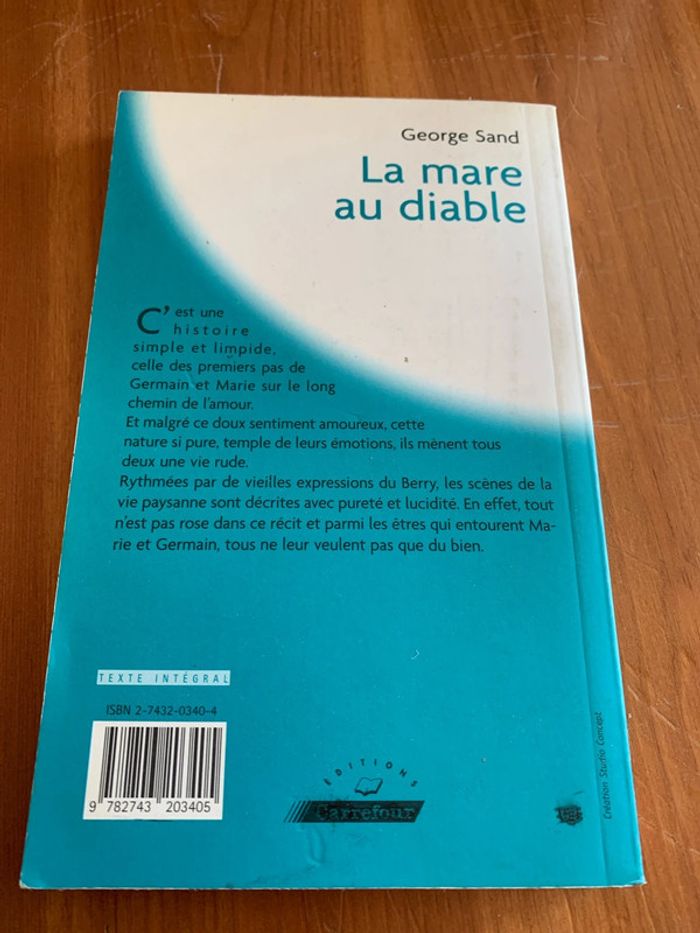 George Sand
La mare
au diable
C'est une
histoire
simple et limpide,
celle des premiers pas de
Germain et Marie sur le long
chemin de l'amour.
Et malgré ce doux sentiment amoureux, cette
nature si pure, temple de leurs émotions, ils mènent tous
deux une vie rude.
Rythmées par de vieilles expressions du Berry, les scènes de la
vie paysanne sont décrites avec pureté et lucidité. En effet, tout
n'est pas rose dans ce récit et parmi les êtres qui entourent Ma-
rie et Germain, tous ne leur veulent pas que du bien.
TEXTE INTÉGRAL
ISBN 2-7432-0340-4
9 782743 203405
ÉDITIONS
Carrefour
Création Studio Concept